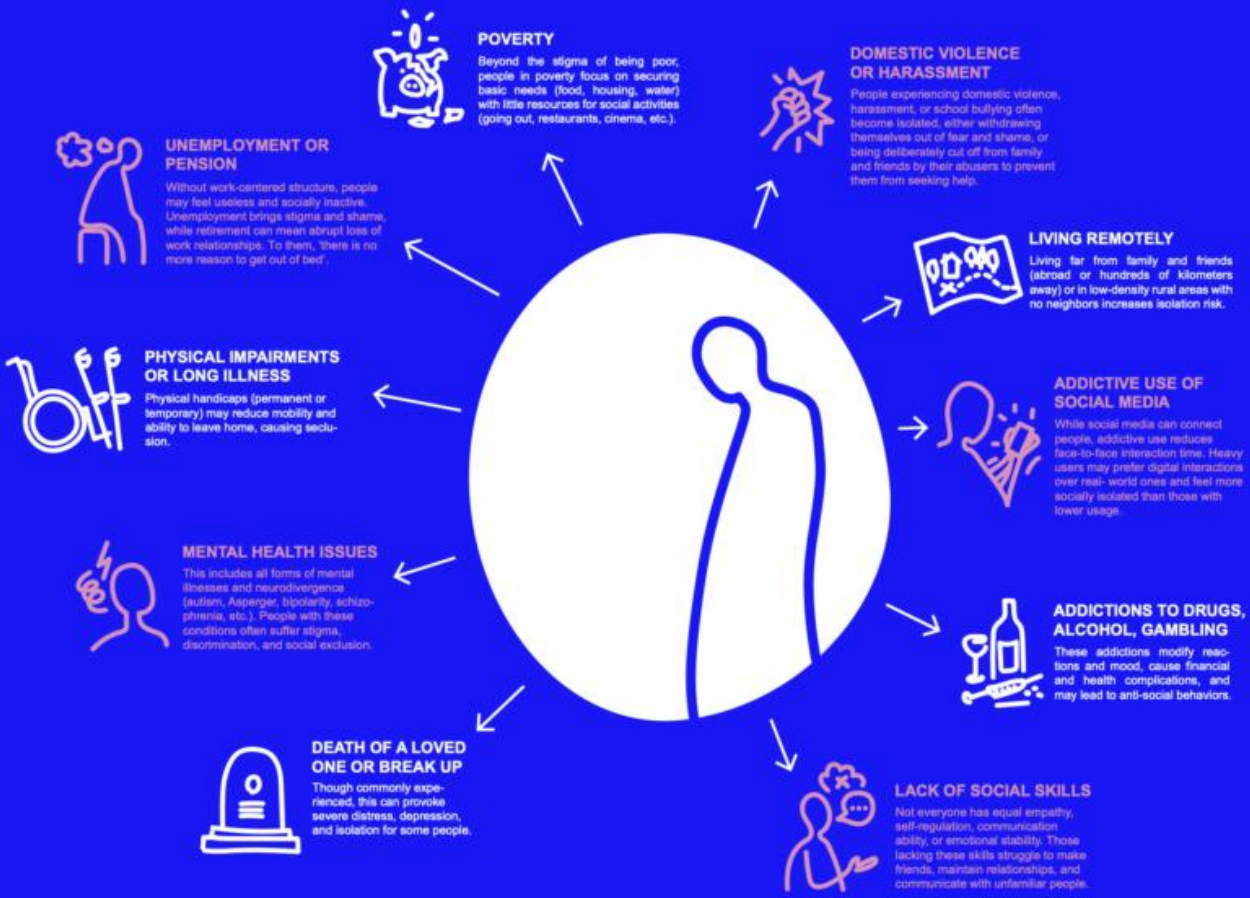 POVERTY
Beyond the stigma of being poor,
people in poverty focus on securing
basic needs (food, housing, water)
with little resources for social activities
(going out, restaurants, cinema, etc.).
DOMESTIC VIOLENCE
OR HARASSMENT
People experiencing domestic violence,
harassment, or school bullying often
become isolated, either withdrawing
themselves out of fear and shame, or
being deliberately cut off from family
and friends by their abusers to prevent
them from seeking help.
UNEMPLOYMENT OR
PENSION
Without work-centered structure, people
may feel useless and socially inactive.
Unemployment brings stigma and shame,
while retirement can mean abrupt loss of
work relationships. To them, 'there is no
more reason to get out of bed'.
LIVING REMOTELY
Living far from family and friends
(abroad or hundreds of kilometers
away) or in low-density rural areas with
no neighbors increases isolation risk.
PHYSICAL IMPAIRMENTS
OR LONG ILLNESS
Physical handicaps (permanent or
temporary) may reduce mobility and
ability to leave home, causing seclu-
sion.
ADDICTIVE USE OF
SOCIAL MEDIA
While social media can connect
people, addictive use reduces
face-to-face interaction time. Heavy
users may prefer digital interactions
over real- world ones and feel more
socially isolated than those with
lower usage.
MENTAL HEALTH ISSUES
This includes all forms of mental
illnesses and neurodivergence
(autism, Asperger, bipolarity, schizo-
phrenia, etc.). People with these
conditions often suffer stigma,
discrimination, and social exclusion.
ADDICTIONS TO DRUGS,
ALCOHOL, GAMBLING
These addictions modify reac-
tions and mood, cause financial
and health complications, and
may lead to anti-social behaviors.
DEATH OF A LOVED
ONE OR BREAK UP
Though commonly expe-
rienced, this can provoke
severe distress, depression,
and isolation for some people.
LACK OF SOCIAL SKILLS
Not everyone has equal empathy,
self-regulation, communication
ability, or emotional stability. Those
lacking these skills struggle to make
friends, maintain relationships, and
communicate with unfamiliar people.